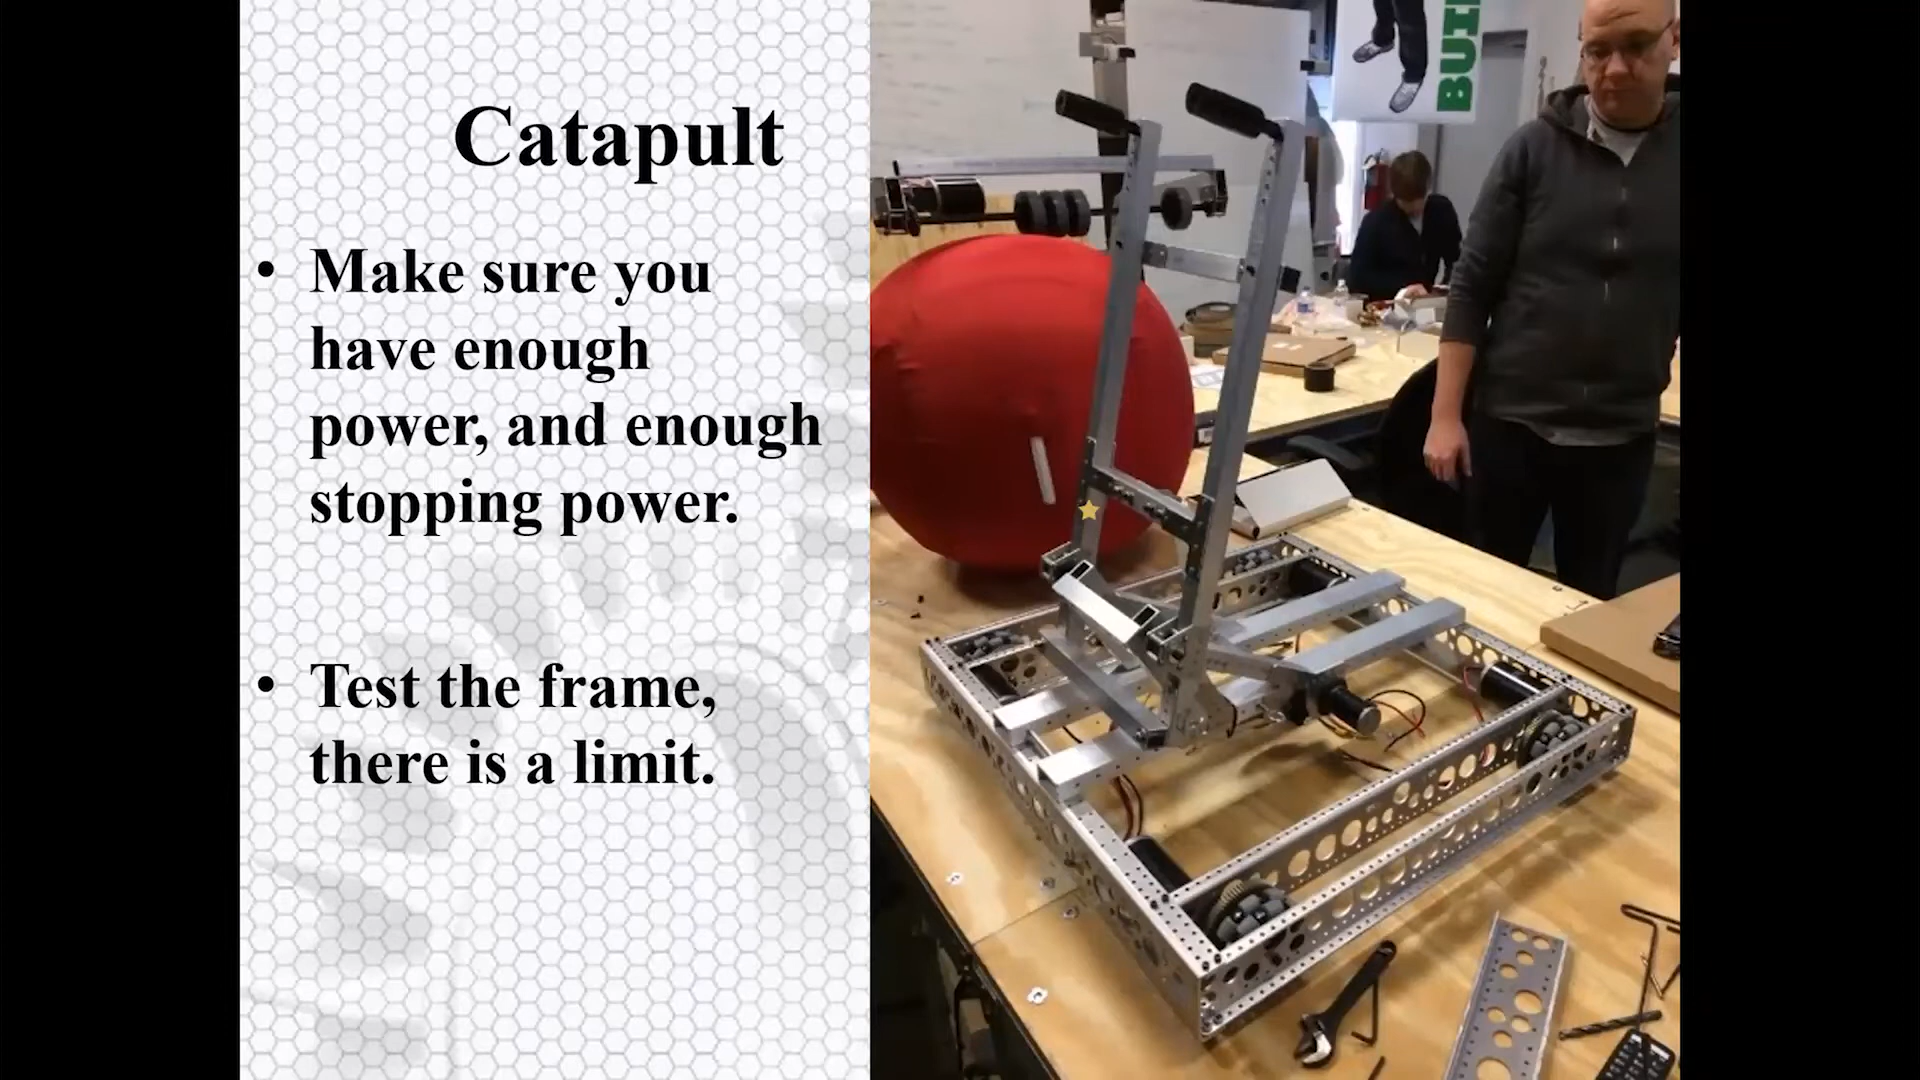 Catapult
• Make sure you
have enough
power, and enough
stopping power.
• Test the frame,
there is a limit.
BUI